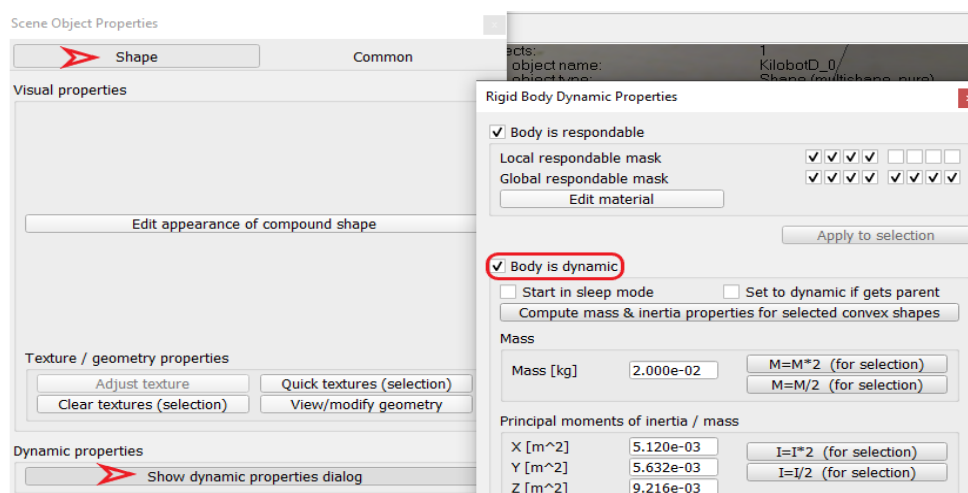 Scene Object Properties
Shape Common
Visual properties
Edit appearance of compound shape
Texture / geometry properties
Adjust texture Quick textures (selection)
Clear textures (selection) View/modify geometry
Dynamic properties
Show dynamic properties dialog
ects: 1
object name: KilobotD_0
object type: Shape (multishape, pure)
Rigid Body Dynamic Properties
Body is respondable
Local respondable mask
Global respondable mask
Edit material
Apply to selection
Body is dynamic
Start in sleep mode Set to dynamic if gets parent
Compute mass & inertia properties for selected convex shapes
Mass
Mass [kg] 2.000e-02 M=M*2 (for selection)
M=M/2 (for selection)
Principal moments of inertia / mass
X [m^2] 5.120e-03 I=I*2 (for selection)
Y [m^2] 5.632e-03 I=I/2 (for selection)
Z [m^2] 9.216e-03